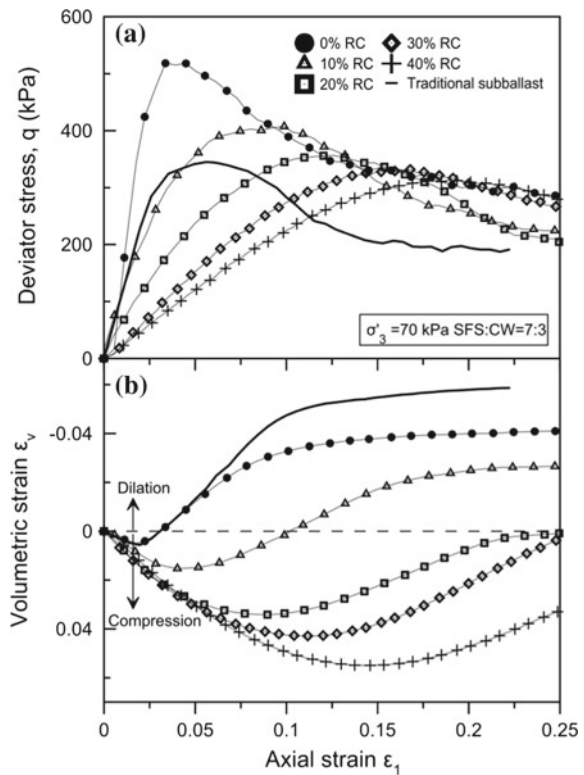 600
(a)
0% RC
30% RC
10% RC
40% RC
20% RC
Traditional subballast
400
200
0
Deviator stress, q (kPa)
σ'3 =70 kPa SFS:CW=7:3
(b)
-0.04
Dilation
0
Compression
0.04
Volumetric strain εv
0 0.05 0.1 0.15 0.2 0.25
Axial strain ε1